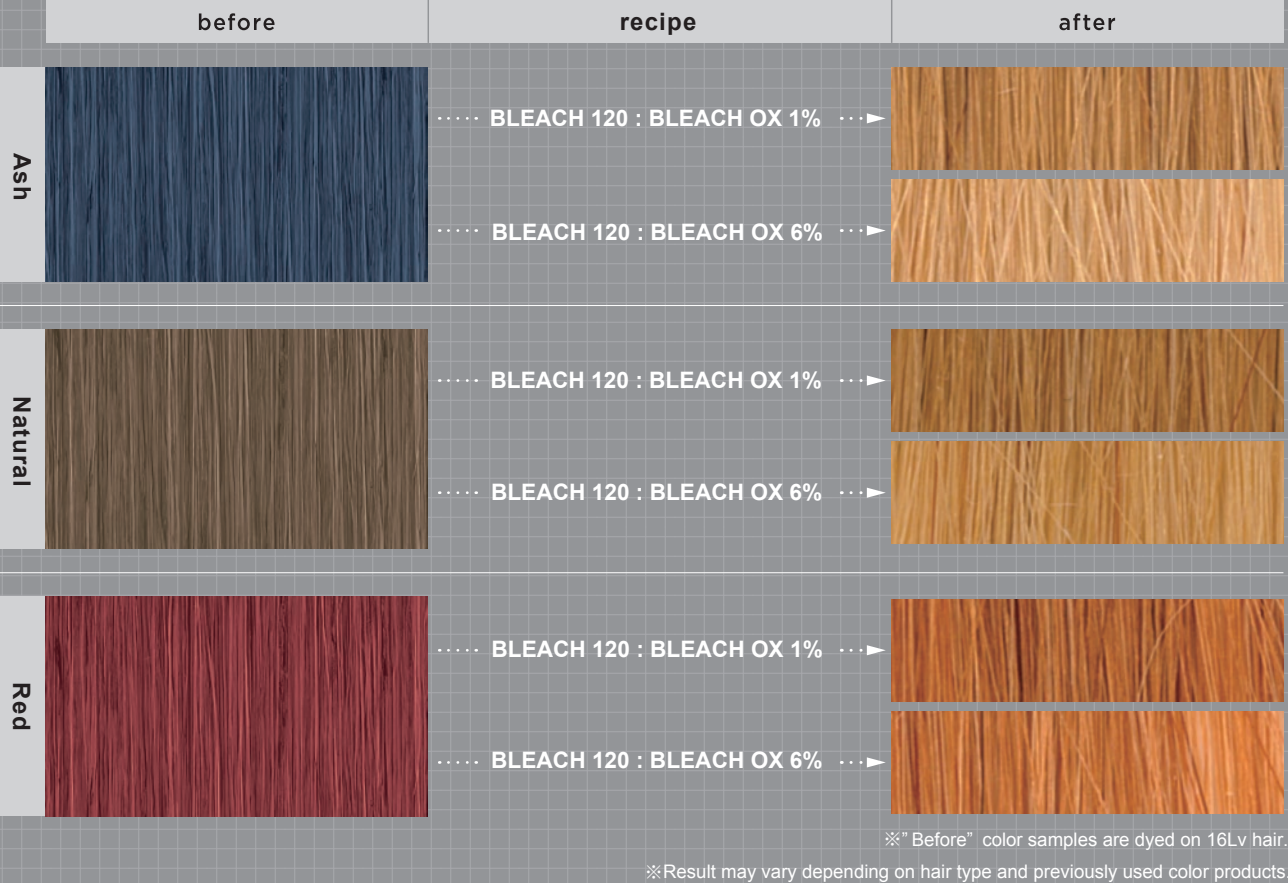 before
recipe
after
Ash
····· BLEACH 120 : BLEACH OX 1% ···►
····· BLEACH 120 : BLEACH OX 6% ···►
Natural
····· BLEACH 120 : BLEACH OX 1% ···►
····· BLEACH 120 : BLEACH OX 6% ···►
Red
····· BLEACH 120 : BLEACH OX 1% ···►
····· BLEACH 120 : BLEACH OX 6% ···►
※” Before” color samples are dyed on 16Lv hair.
※Result may vary depending on hair type and previously used color products